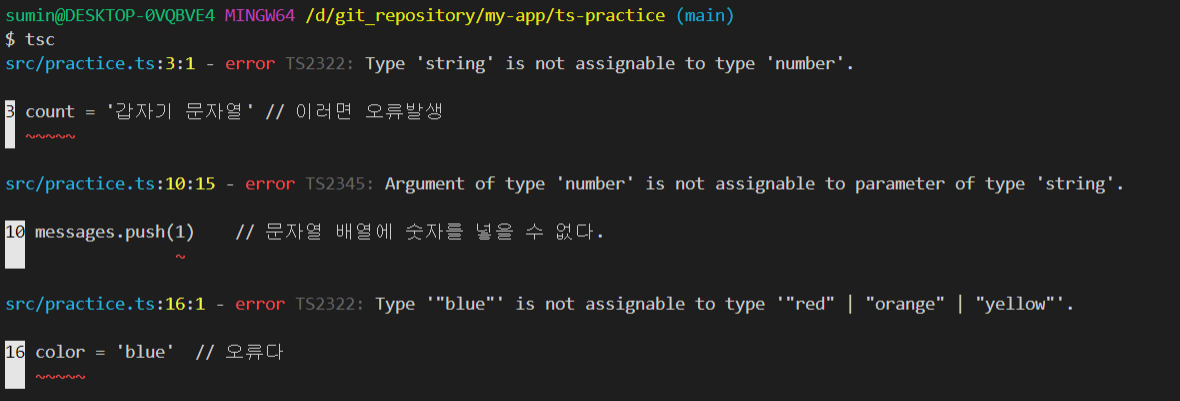 sumin@DESKTOP-0VQBVE4 MINGW64 /d/git_repository/my-app/ts-practice (main)
$ tsc
src/practice.ts:3:1 - error TS2322: Type 'string' is not assignable to type 'number'.
3 count = '갑자기 문자열' // 이러면 오류발생
~~~~~
src/practice.ts:10:15 - error TS2345: Argument of type 'number' is not assignable to parameter of type 'string'.
10 messages.push(1)    // 문자열 배열에 숫자를 넣을 수 없다.
~
src/practice.ts:16:1 - error TS2322: Type '"blue"' is not assignable to type '"red" | "orange" | "yellow"'.
16 color = 'blue'  // 오류다
~~~~~